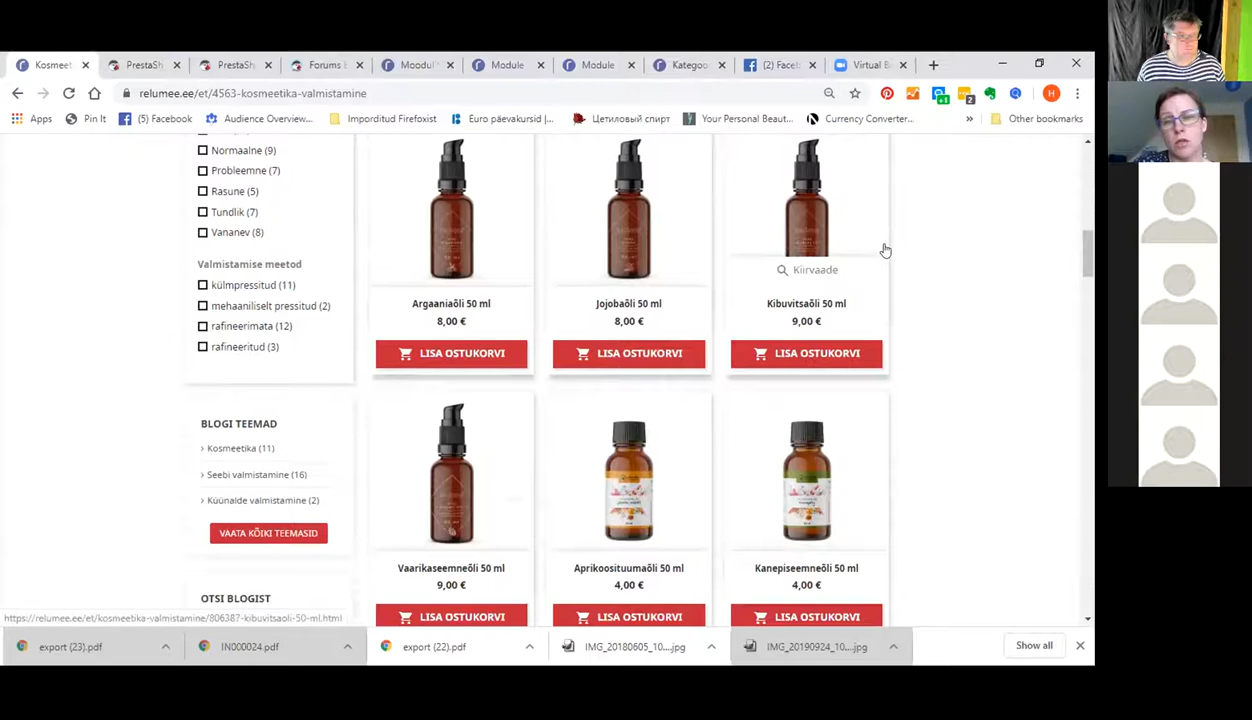 Kosmeet
PrestaSh
PrestaSh
Forums
Moodul
Module
Module
Kategoo
(2) Faceb
Virtual B
relumee.ee/et/4563-kosmeetika-valmistamine
Apps
Pin It
(5) Facebook
Audience Overview...
Imporditud Firefoxist
Euro päevakursid |...
Цетиловый спирт
Your Personal Beaut...
Currency Converter...
»
Other bookmarks
Normaalne (9)
Probleemne (7)
Rasune (5)
Tundlik (7)
Vananev (8)
Valmistamise meetod
külmpressitud (11)
mehaaniliselt pressitud (2)
rafineerimata (12)
rafineeritud (3)
BLOGI TEEMAD
› Kosmeetika (11)
› Seebi valmistamine (16)
› Küünalde valmistamine (2)
VAATA KÕIKI TEEMASID
OTSI BLOGIST
Kiirvaade
Argaaniaõli 50 ml
8,00 €
LISA OSTUKORVI
Jojobaõli 50 ml
8,00 €
LISA OSTUKORVI
Kibuvitsaõli 50 ml
9,00 €
LISA OSTUKORVI
Vaarikaseemneõli 50 ml
9,00 €
LISA OSTUKORVI
Aprikoosituumaõli 50 ml
4,00 €
LISA OSTUKORVI
Kanepiseemneõli 50 ml
4,00 €
LISA OSTUKORVI
https://relumee.ee/et/kosmeetika-valmistamine/806387-kibuvitsaoli-50-ml.html
export (23).pdf
IN000024.pdf
export (22).pdf
IMG_20180605_10....jpg
IMG_20190924_10....jpg
Show all